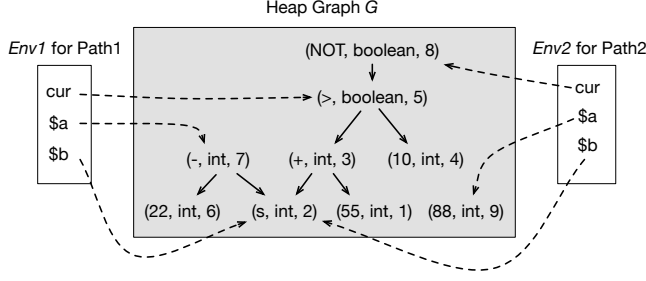 Heap Graph G
Env1 for Path1
Env2 for Path2
(NOT, boolean, 8)
cur
cur
(>, boolean, 5)
$a
$a
$b
$b
(-, int, 7)
(+, int, 3)
(10, int, 4)
(22, int, 6)
(s, int, 2)
(55, int, 1)
(88, int, 9)